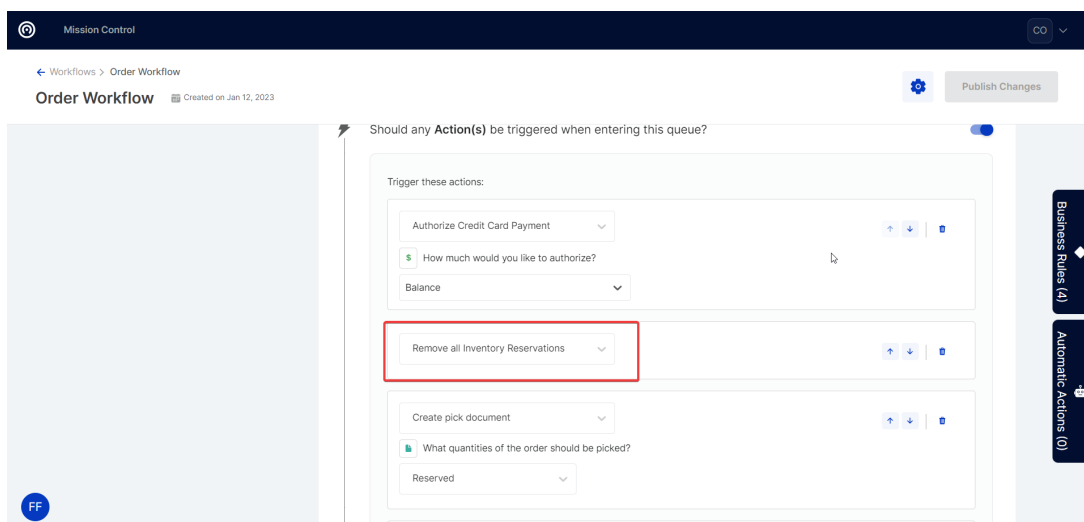 Mission Control
CO
Workflows > Order Workflow
Order Workflow
Created on Jan 12, 2023
Publish Changes
Should any Action(s) be triggered when entering this queue?
Trigger these actions:
Authorize Credit Card Payment
$ How much would you like to authorize?
Balance
Remove all Inventory Reservations
Create pick document
What quantities of the order should be picked?
Reserved
Business Rules (4)
Automatic Actions (0)
FF